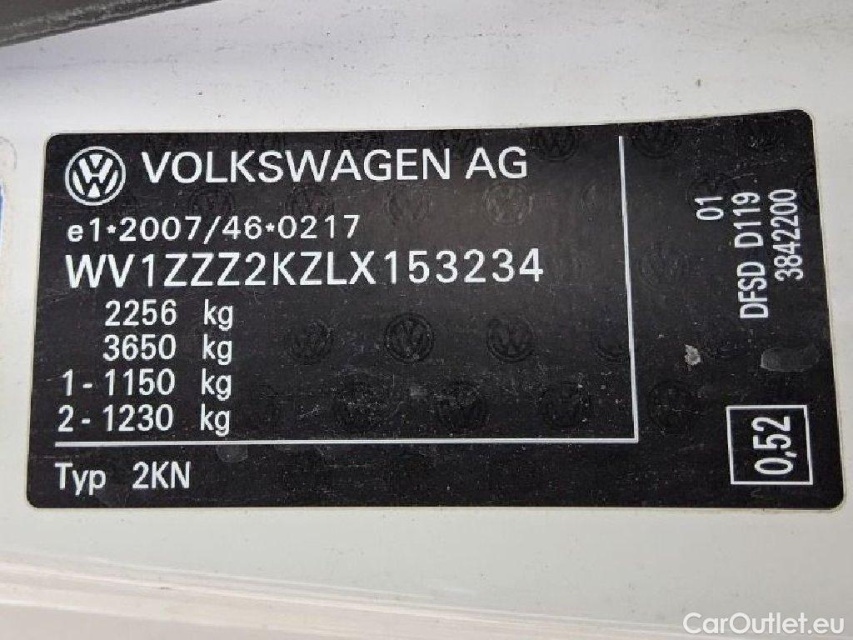 VOLKSWAGEN AG
e1*2007/46*0217
WV1ZZZ2KZLX153234
2256 kg
3650 kg
1 - 1150 kg
2 - 1230 kg
Typ 2KN
01
DFSD D119
3842200
0,52
CarOutlet.eu